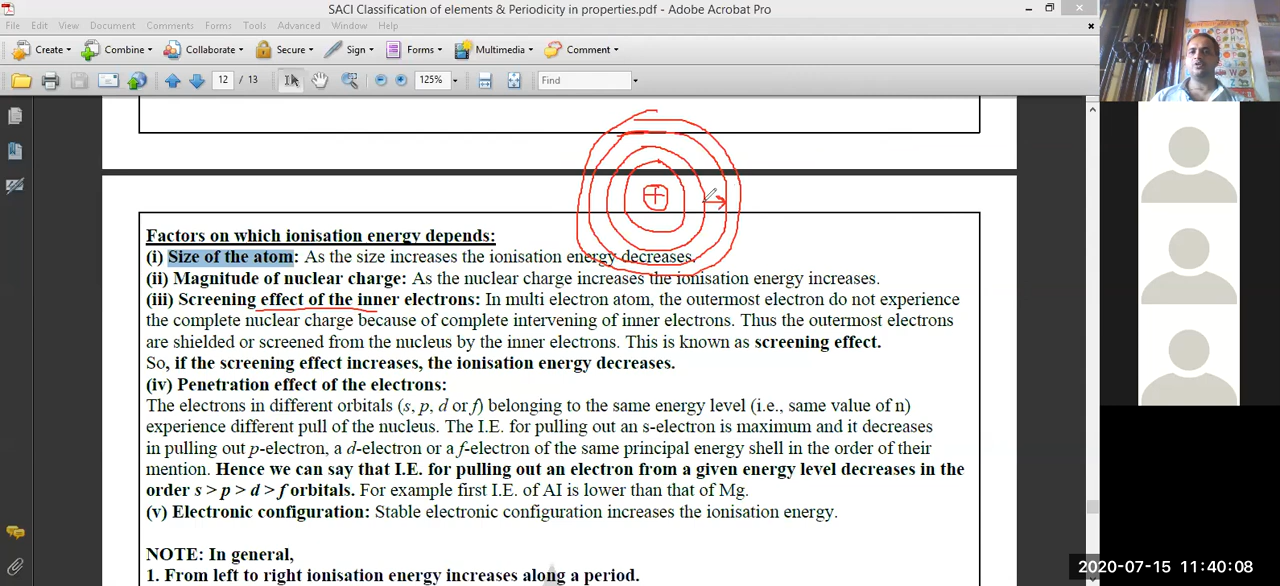 SACI Classification of elements & Periodicity in properties.pdf - Adobe Acrobat Pro
File Edit View Document Comments Forms Tools Advanced Window Help
Create Combine Collaborate Secure Sign Forms Multimedia Comment
12 / 13 125% Find
Factors on which ionisation energy depends:
(i) Size of the atom: As the size increases the ionisation energy decreases.
(ii) Magnitude of nuclear charge: As the nuclear charge increases the ionisation energy increases.
(iii) Screening effect of the inner electrons: In multi electron atom, the outermost electron do not experience
the complete nuclear charge because of complete intervening of inner electrons. Thus the outermost electrons
are shielded or screened from the nucleus by the inner electrons. This is known as screening effect.
So, if the screening effect increases, the ionisation energy decreases.
(iv) Penetration effect of the electrons:
The electrons in different orbitals (s, p, d or f) belonging to the same energy level (i.e., same value of n)
experience different pull of the nucleus. The I.E. for pulling out an s-electron is maximum and it decreases
in pulling out p-electron, a d-electron or a f-electron of the same principal energy shell in the order of their
mention. Hence we can say that I.E. for pulling out an electron from a given energy level decreases in the
order s > p > d > f orbitals. For example first I.E. of AI is lower than that of Mg.
(v) Electronic configuration: Stable electronic configuration increases the ionisation energy.
NOTE: In general,
1. From left to right ionisation energy increases along a period.
2020-07-15 11:40:08